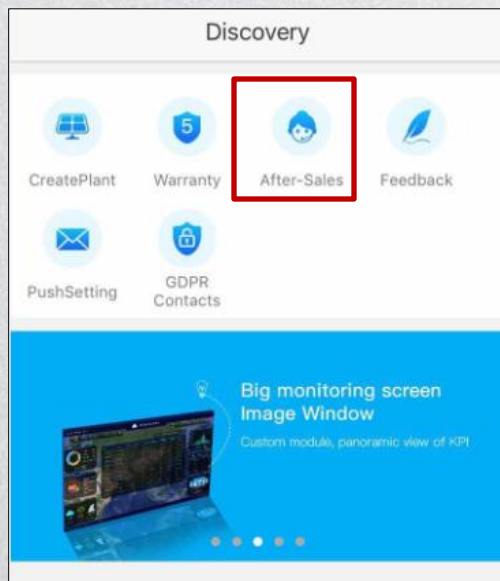 Discovery
5
CreatePlant Warranty After-Sales Feedback
PushSetting GDPR
Contacts
Big monitoring screen
Image Window
Custom module, panoramic view of KPI